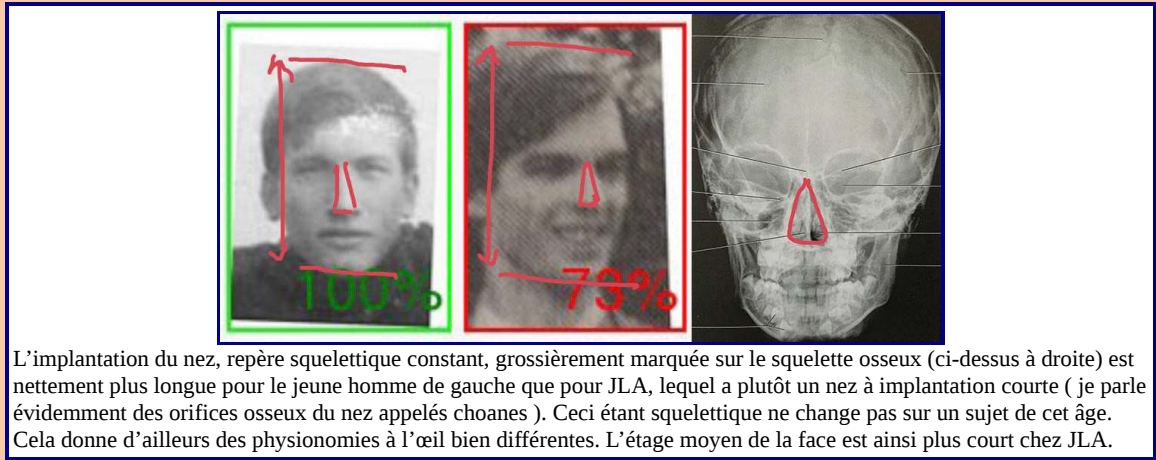 100% 73%
L’implantation du nez, repère squelettique constant, grossièrement marquée sur le squelette osseux (ci-dessus à droite) est
nettement plus longue pour le jeune homme de gauche que pour JLA, lequel a plutôt un nez à implantation courte ( je parle
évidemment des orifices osseux du nez appelés choanes ). Ceci étant squelettique ne change pas sur un sujet de cet âge.
Cela donne d’ailleurs des physionomies à l’œil bien différentes. L’étage moyen de la face est ainsi plus court chez JLA.